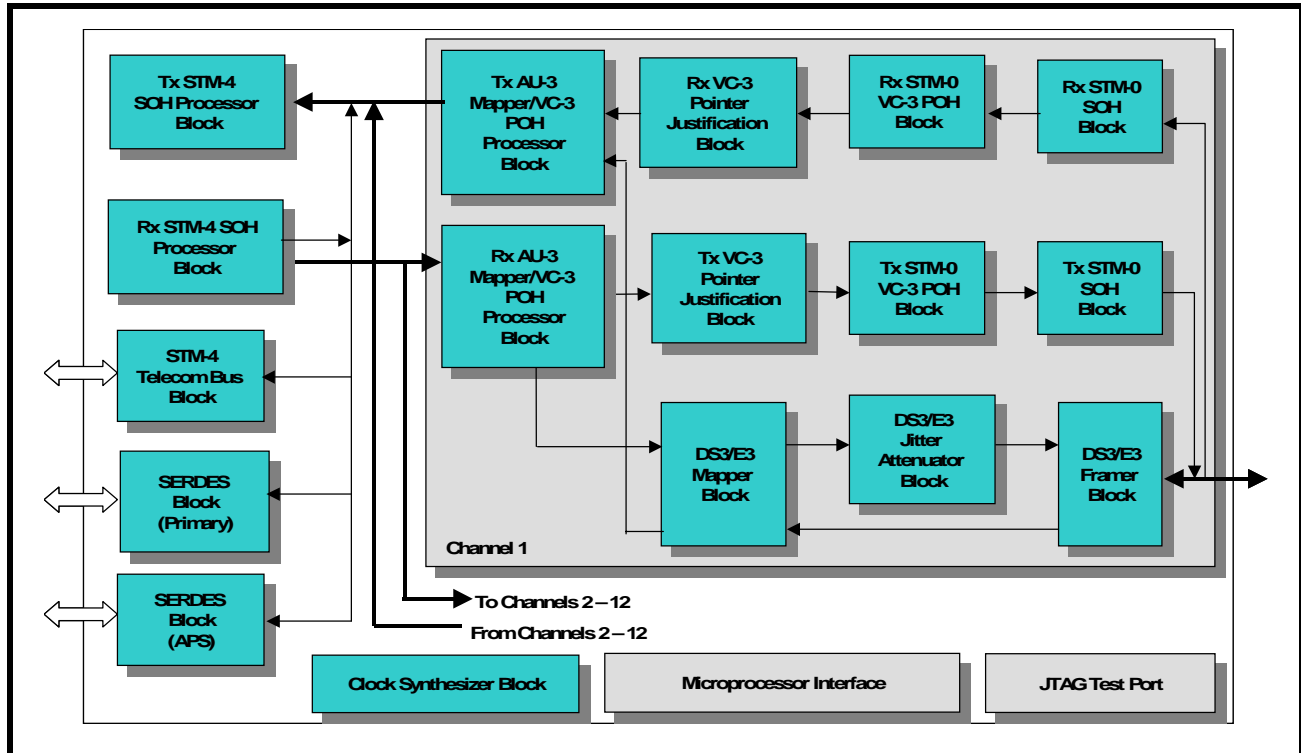 Tx STM-4
SOH Processor
Block
Tx AU-3
Mapper/VC-3
POH
Processor
Block
Rx VC-3
Pointer
Justification
Block
Rx STM-0
VC-3 POH
Block
Rx STM-0
SOH
Block
Rx STM-4 SOH
Processor
Block
Rx AU-3
Mapper/VC-3
POH
Processor
Block
Tx VC-3
Pointer
Justification
Block
Tx STM-0
VC-3 POH
Block
Tx STM-0
SOH
Block
STM-4
Telecom Bus
Block
DS3/E3
Mapper
Block
DS3/E3
Jitter
Attenuator
Block
DS3/E3
Framer
Block
SERDES
Block
(Primary)
Channel 1
SERDES
Block
(APS)
To Channels 2 – 12
From Channels 2 – 12
Clock Synthesizer Block
Microprocessor Interface
JTAG Test Port